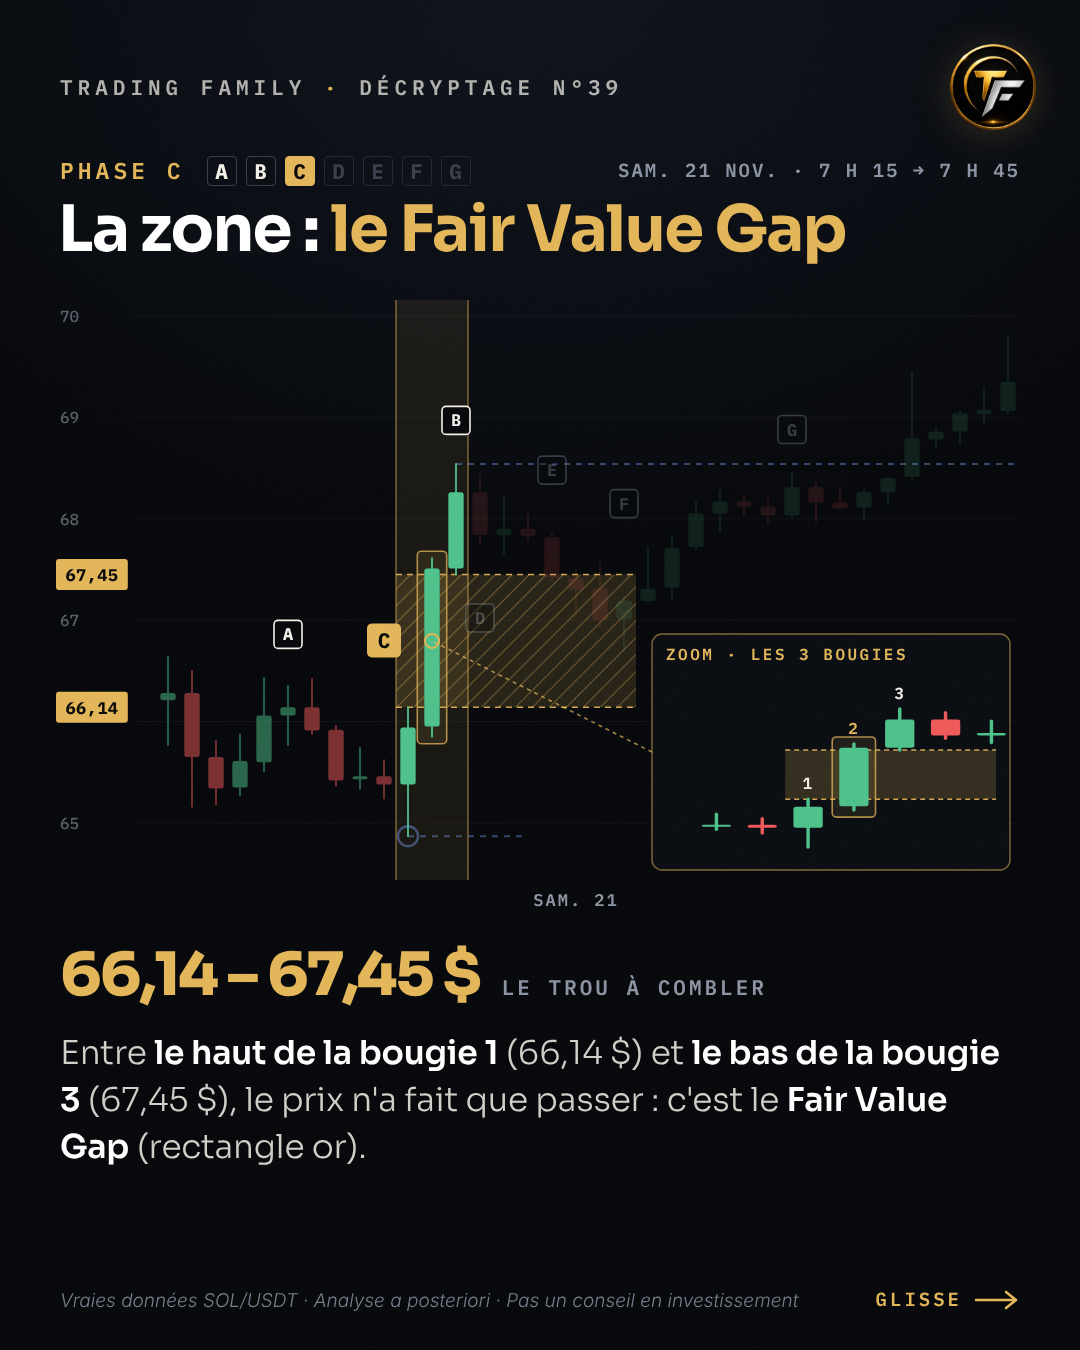 TRADING FAMILY · DÉCRYPTAGE N°39
TF
PHASE C A B C D E F G
SAM. 21 NOV. · 7 H 15 → 7 H 45
La zone : le Fair Value Gap
70
69
68
67,45
67
66,14
65
A
B
C
D
E
F
G
ZOOM · LES 3 BOUGIES
1
2
3
SAM. 21
66,14 – 67,45 $ LE TROU À COMBLER
Entre le haut de la bougie 1 (66,14 $) et le bas de la bougie
3 (67,45 $), le prix n'a fait que passer : c'est le Fair Value
Gap (rectangle or).
Vraies données SOL/USDT · Analyse a posteriori · Pas un conseil en investissement
GLISSE →